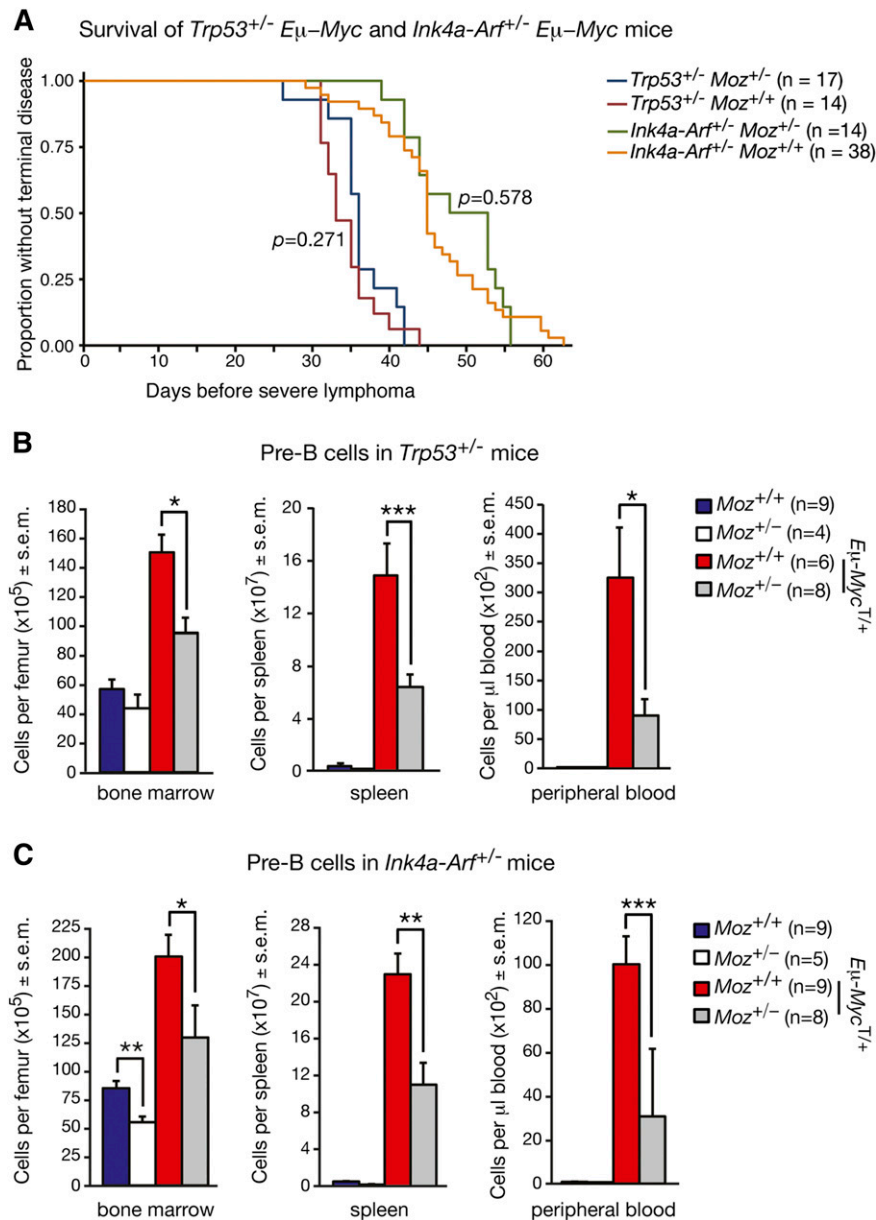 A
Survival of Trp53+/- Eμ–Myc and Ink4a-Arf+/- Eμ–Myc mice
Proportion without terminal disease
1.00
0.75
0.50
0.25
0.00
0
10
20
30
40
50
60
Days before severe lymphoma
p=0.271
p=0.578
Trp53+/- Moz+/- (n = 17)
Trp53+/- Moz+/+ (n = 14)
Ink4a-Arf+/- Moz+/- (n =14)
Ink4a-Arf+/- Moz+/+ (n = 38)
B
Pre-B cells in Trp53+/- mice
Cells per femur (x10⁵) ± s.e.m.
180
160
140
120
100
80
60
40
20
0
*
bone marrow
Cells per spleen (x10⁷) ± s.e.m.
20
16
12
8
4
0
***
spleen
Cells per μl blood (x10²) ± s.e.m.
450
400
350
300
250
200
150
100
50
0
*
peripheral blood
Moz+/+ (n=9)
Moz+/- (n=4)
Moz+/+ (n=6)
Moz+/- (n=8)
Eμ-Myc T/+
C
Pre-B cells in Ink4a-Arf+/- mice
Cells per femur (x10⁵) ± s.e.m.
225
200
175
150
125
100
75
50
25
0
**
*
bone marrow
Cells per spleen (x10⁷) ± s.e.m.
28
24
20
16
12
8
4
0
**
spleen
Cells per μl blood (x10²) ± s.e.m.
120
100
80
60
40
20
0
***
peripheral blood
Moz+/+ (n=9)
Moz+/- (n=5)
Moz+/+ (n=9)
Moz+/- (n=8)
Eμ-Myc T/+